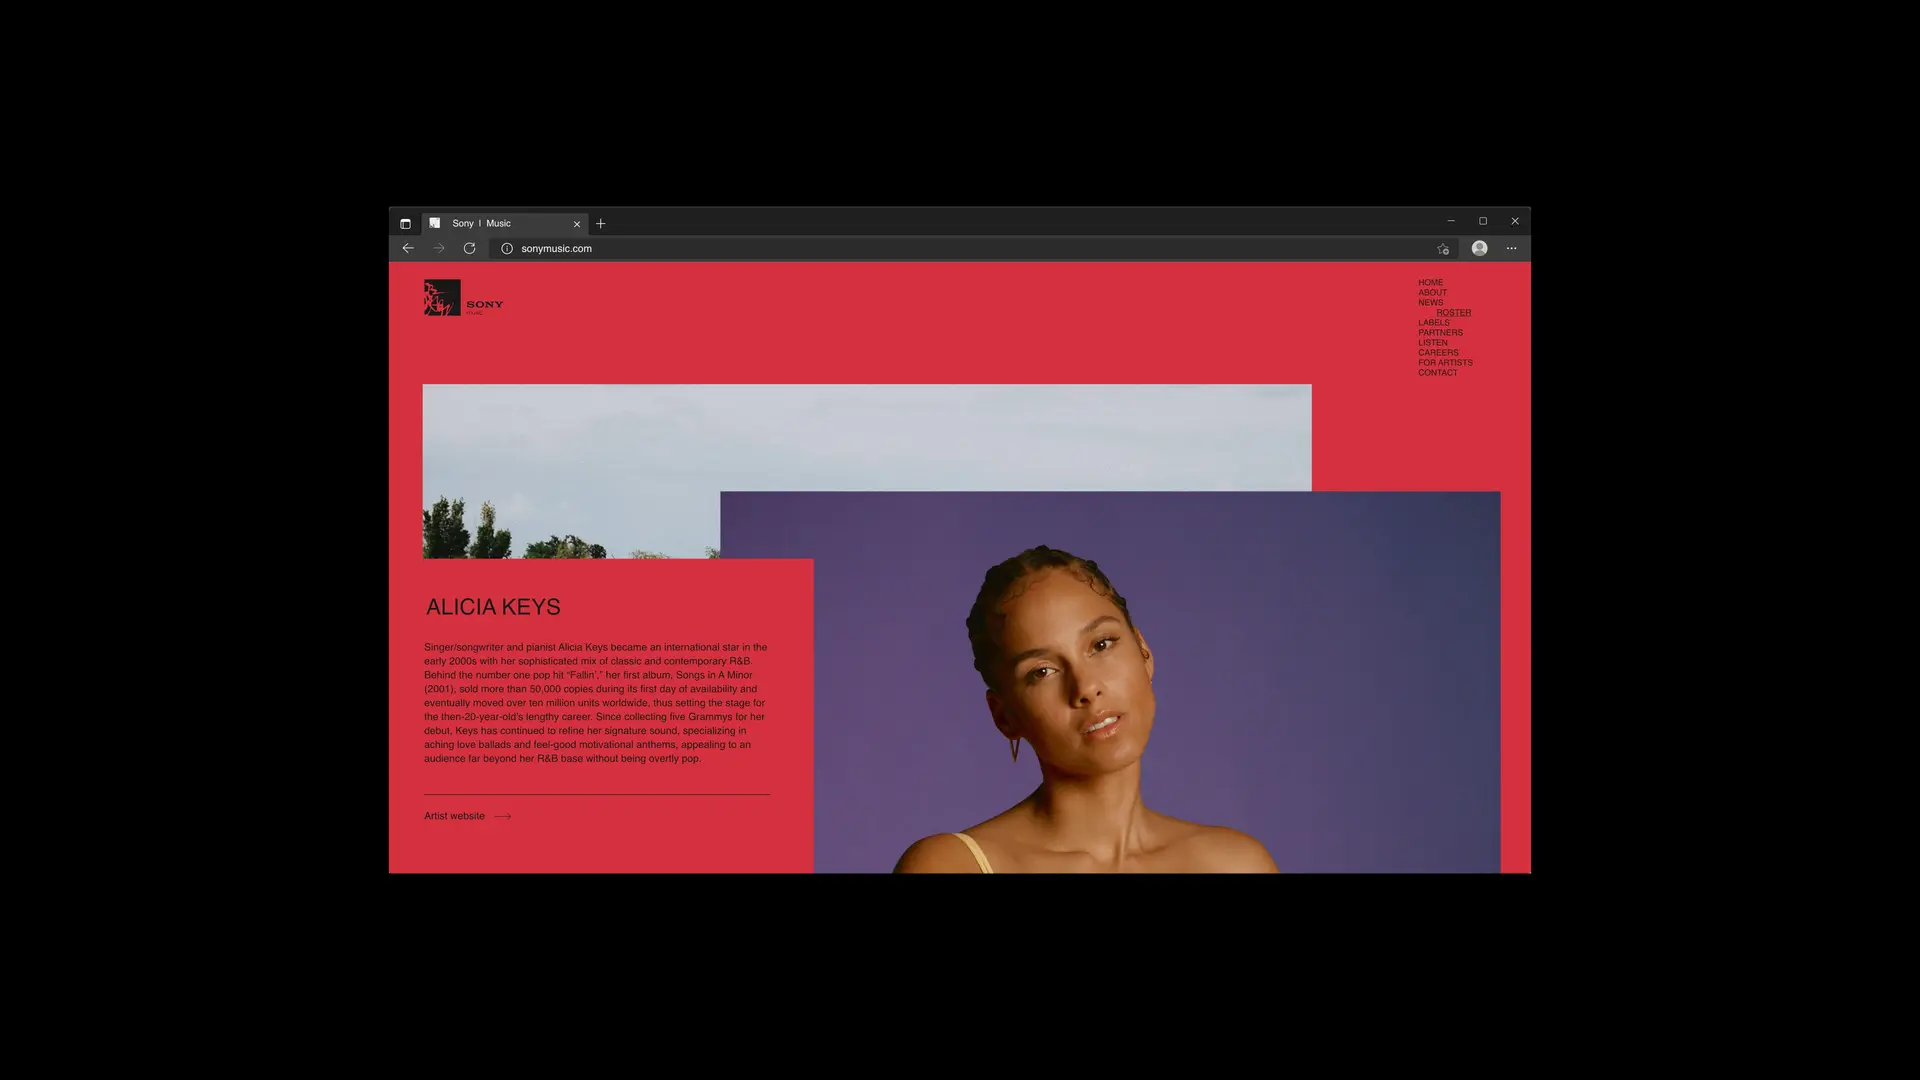 Sony | Music
sonymusic.com
SONY
music
HOME
ABOUT
NEWS
ROSTER
LABELS
PARTNERS
LISTEN
CAREERS
FOR ARTISTS
CONTACT
ALICIA KEYS
Singer/songwriter and pianist Alicia Keys became an international star in the
early 2000s with her sophisticated mix of classic and contemporary R&B.
Behind the number one pop hit “Fallin’,” her first album, Songs in A Minor
(2001), sold more than 50,000 copies during its first day of availability and
eventually moved over ten million units worldwide, thus setting the stage for
the then-20-year-old’s lengthy career. Since collecting five Grammys for her
debut, Keys has continued to refine her signature sound, specializing in
aching love ballads and feel-good motivational anthems, appealing to an
audience far beyond her R&B base without being overtly pop.
Artist website